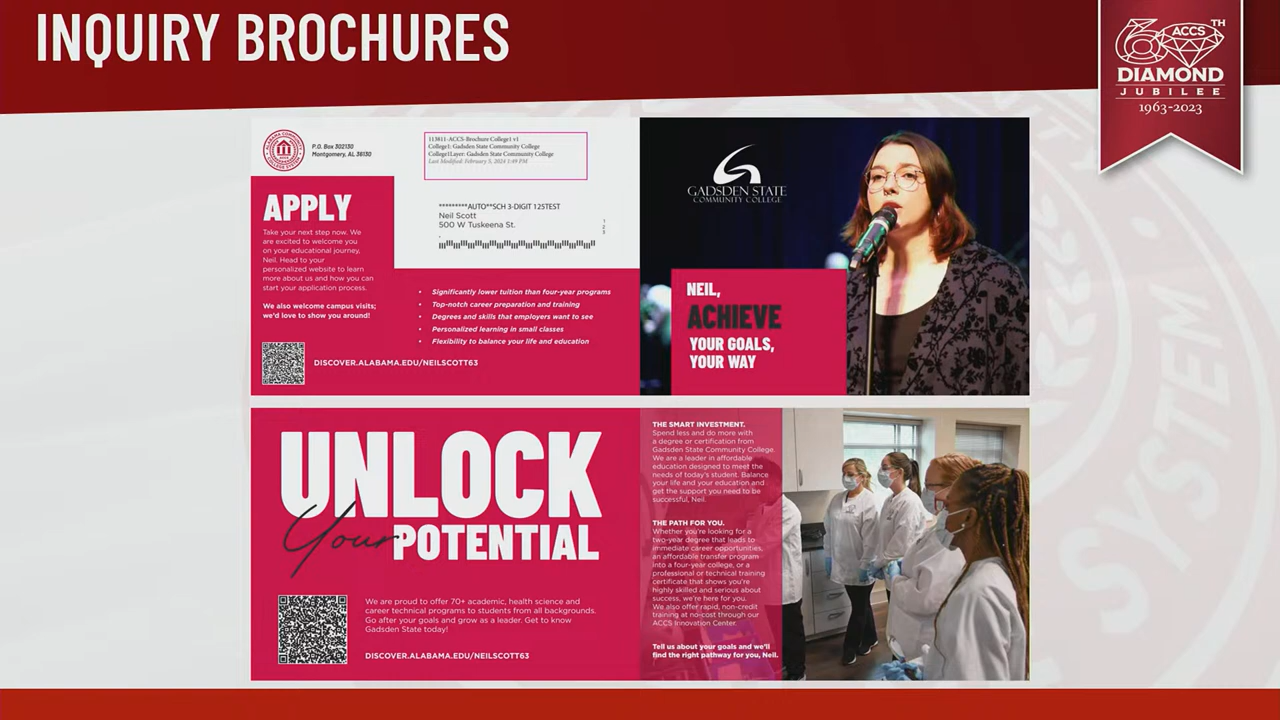 INQUIRY BROCHURES
60TH
ACCS
DIAMOND
JUBILEE
1963-2023
P.O. Box 302130
Montgomery, AL 36130
113811-ACCS-Brochure College1 v1
College1: Gadsden State Community College
College1Layer: Gadsden State Community College
Last Modified: February 5, 2024 1:49 PM
APPLY
Take your next step now. We
are excited to welcome you
on your educational journey,
Neil. Head to your
personalized website to learn
more about us and how you can
start your application process.
We also welcome campus visits;
we'd love to show you around!
*********AUTO**SCH 3-DIGIT 125TEST
Neil Scott
500 W Tuskeena St.
• Significantly lower tuition than four-year programs
• Top-notch career preparation and training
• Degrees and skills that employers want to see
• Personalized learning in small classes
• Flexibility to balance your life and education
DISCOVER.ALABAMA.EDU/NEILSCOTT63
GADSDEN STATE
COMMUNITY COLLEGE
NEIL,
ACHIEVE
YOUR GOALS,
YOUR WAY
UNLOCK
Your POTENTIAL
We are proud to offer 70+ academic, health science and
career technical programs to students from all backgrounds.
Go after your goals and grow as a leader. Get to know
Gadsden State today!
DISCOVER.ALABAMA.EDU/NEILSCOTT63
THE SMART INVESTMENT.
Spend less and do more with
a degree or certification from
Gadsden State Community College.
We are a leader in affordable
education designed to meet the
needs of today's student. Balance
your life and your education and
get the support you need to be
successful, Neil.
THE PATH FOR YOU.
Whether you're looking for a
two-year degree that leads to
immediate career opportunities,
an affordable transfer program
into a four-year college, or a
professional or technical training
certificate that shows you're
highly skilled and serious about
success, we're here for you.
We also offer rapid, non-credit
training at no-cost through our
ACCS Innovation Center.
Tell us about your goals and we'll
find the right pathway for you, Neil.